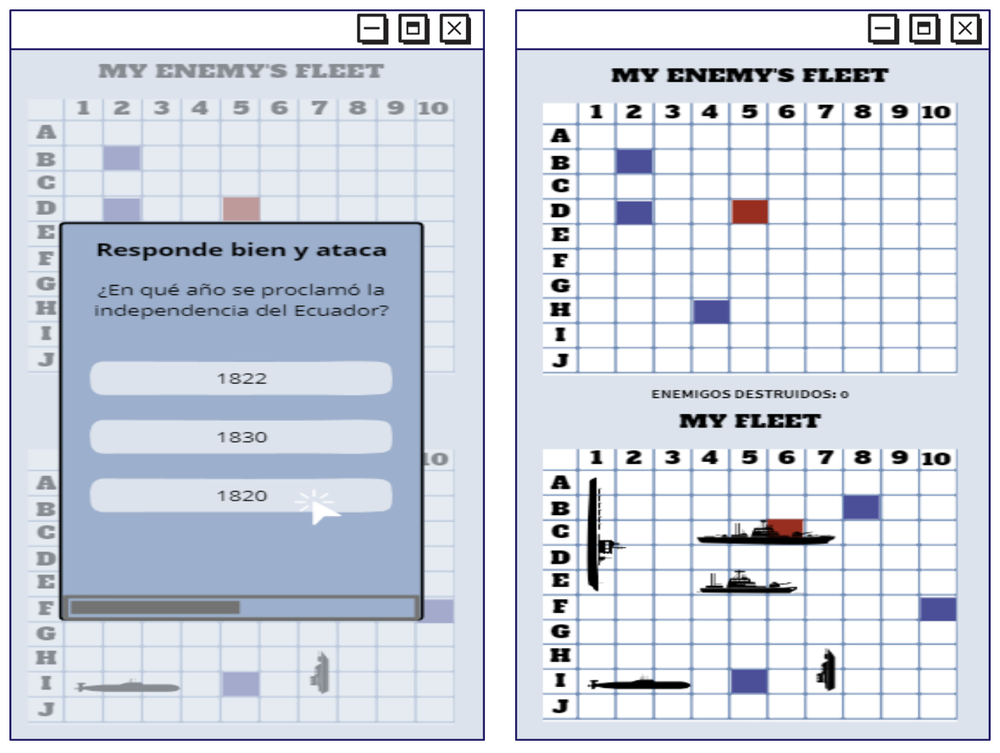 MY ENEMY'S FLEET
1 2 3 4 5 6 7 8 9 10
A
B
C
D
E
F
G
H
I
J
Responde bien y ataca
¿En qué año se proclamó la
independencia del Ecuador?
1822
1830
1820
10
A
B
C
D
E
F
G
H
I
J
MY ENEMY'S FLEET
1 2 3 4 5 6 7 8 9 10
A
B
C
D
E
F
G
H
I
J
ENEMIGOS DESTRUIDOS: 0
MY FLEET
1 2 3 4 5 6 7 8 9 10
A
B
C
D
E
F
G
H
I
J